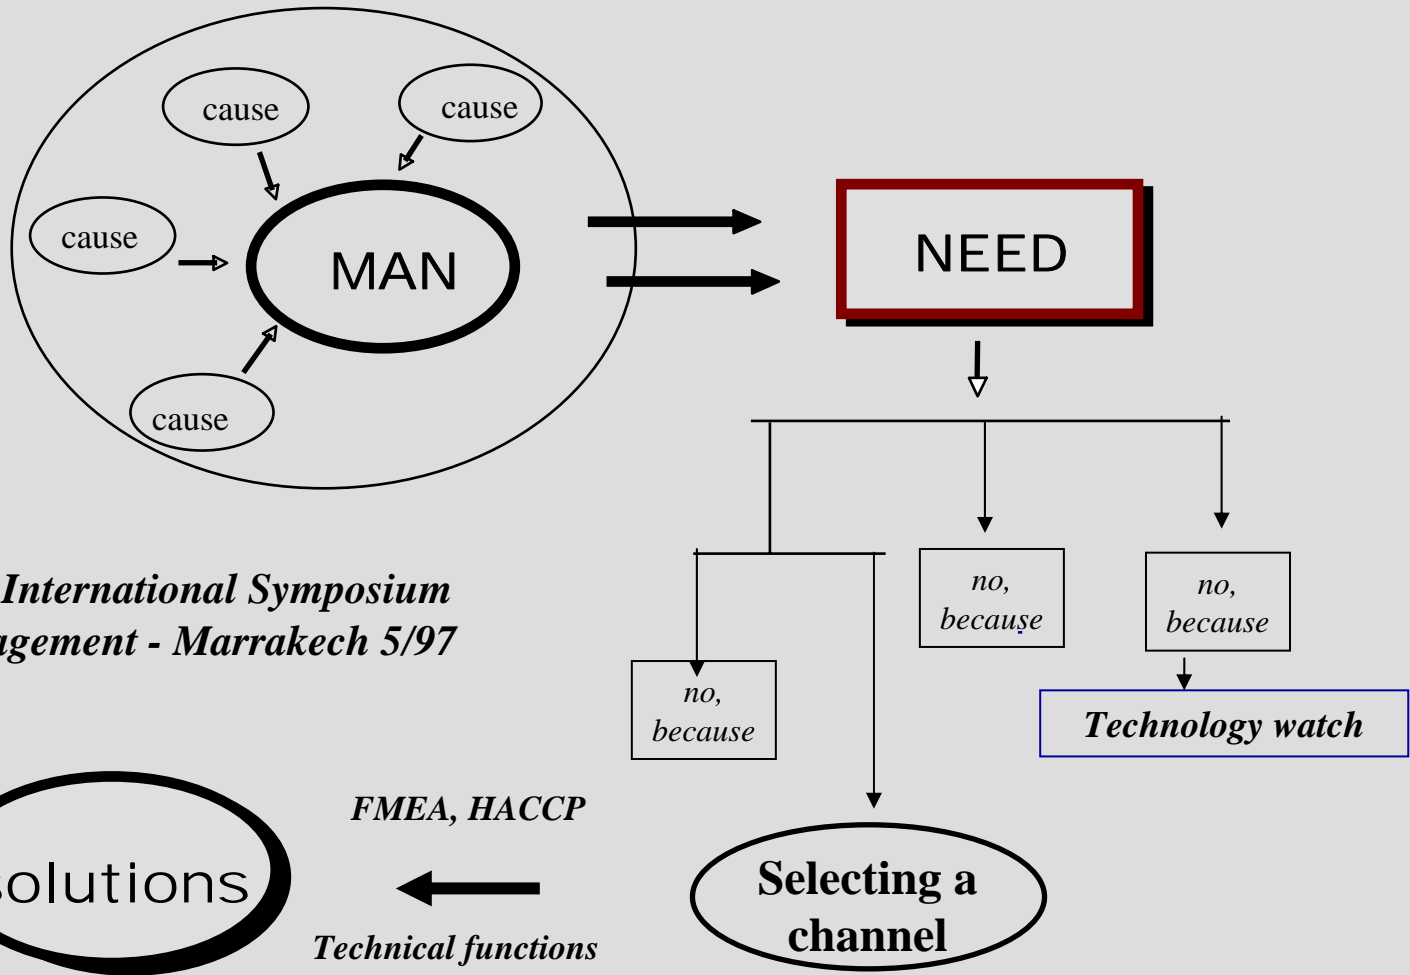 cause
cause
cause
cause
MAN
NEED
International Symposium
agement - Marrakech 5/97
no,
because
no,
because
no,
because
Technology watch
FMEA, HACCP
Technical functions
solutions
Selecting a
channel